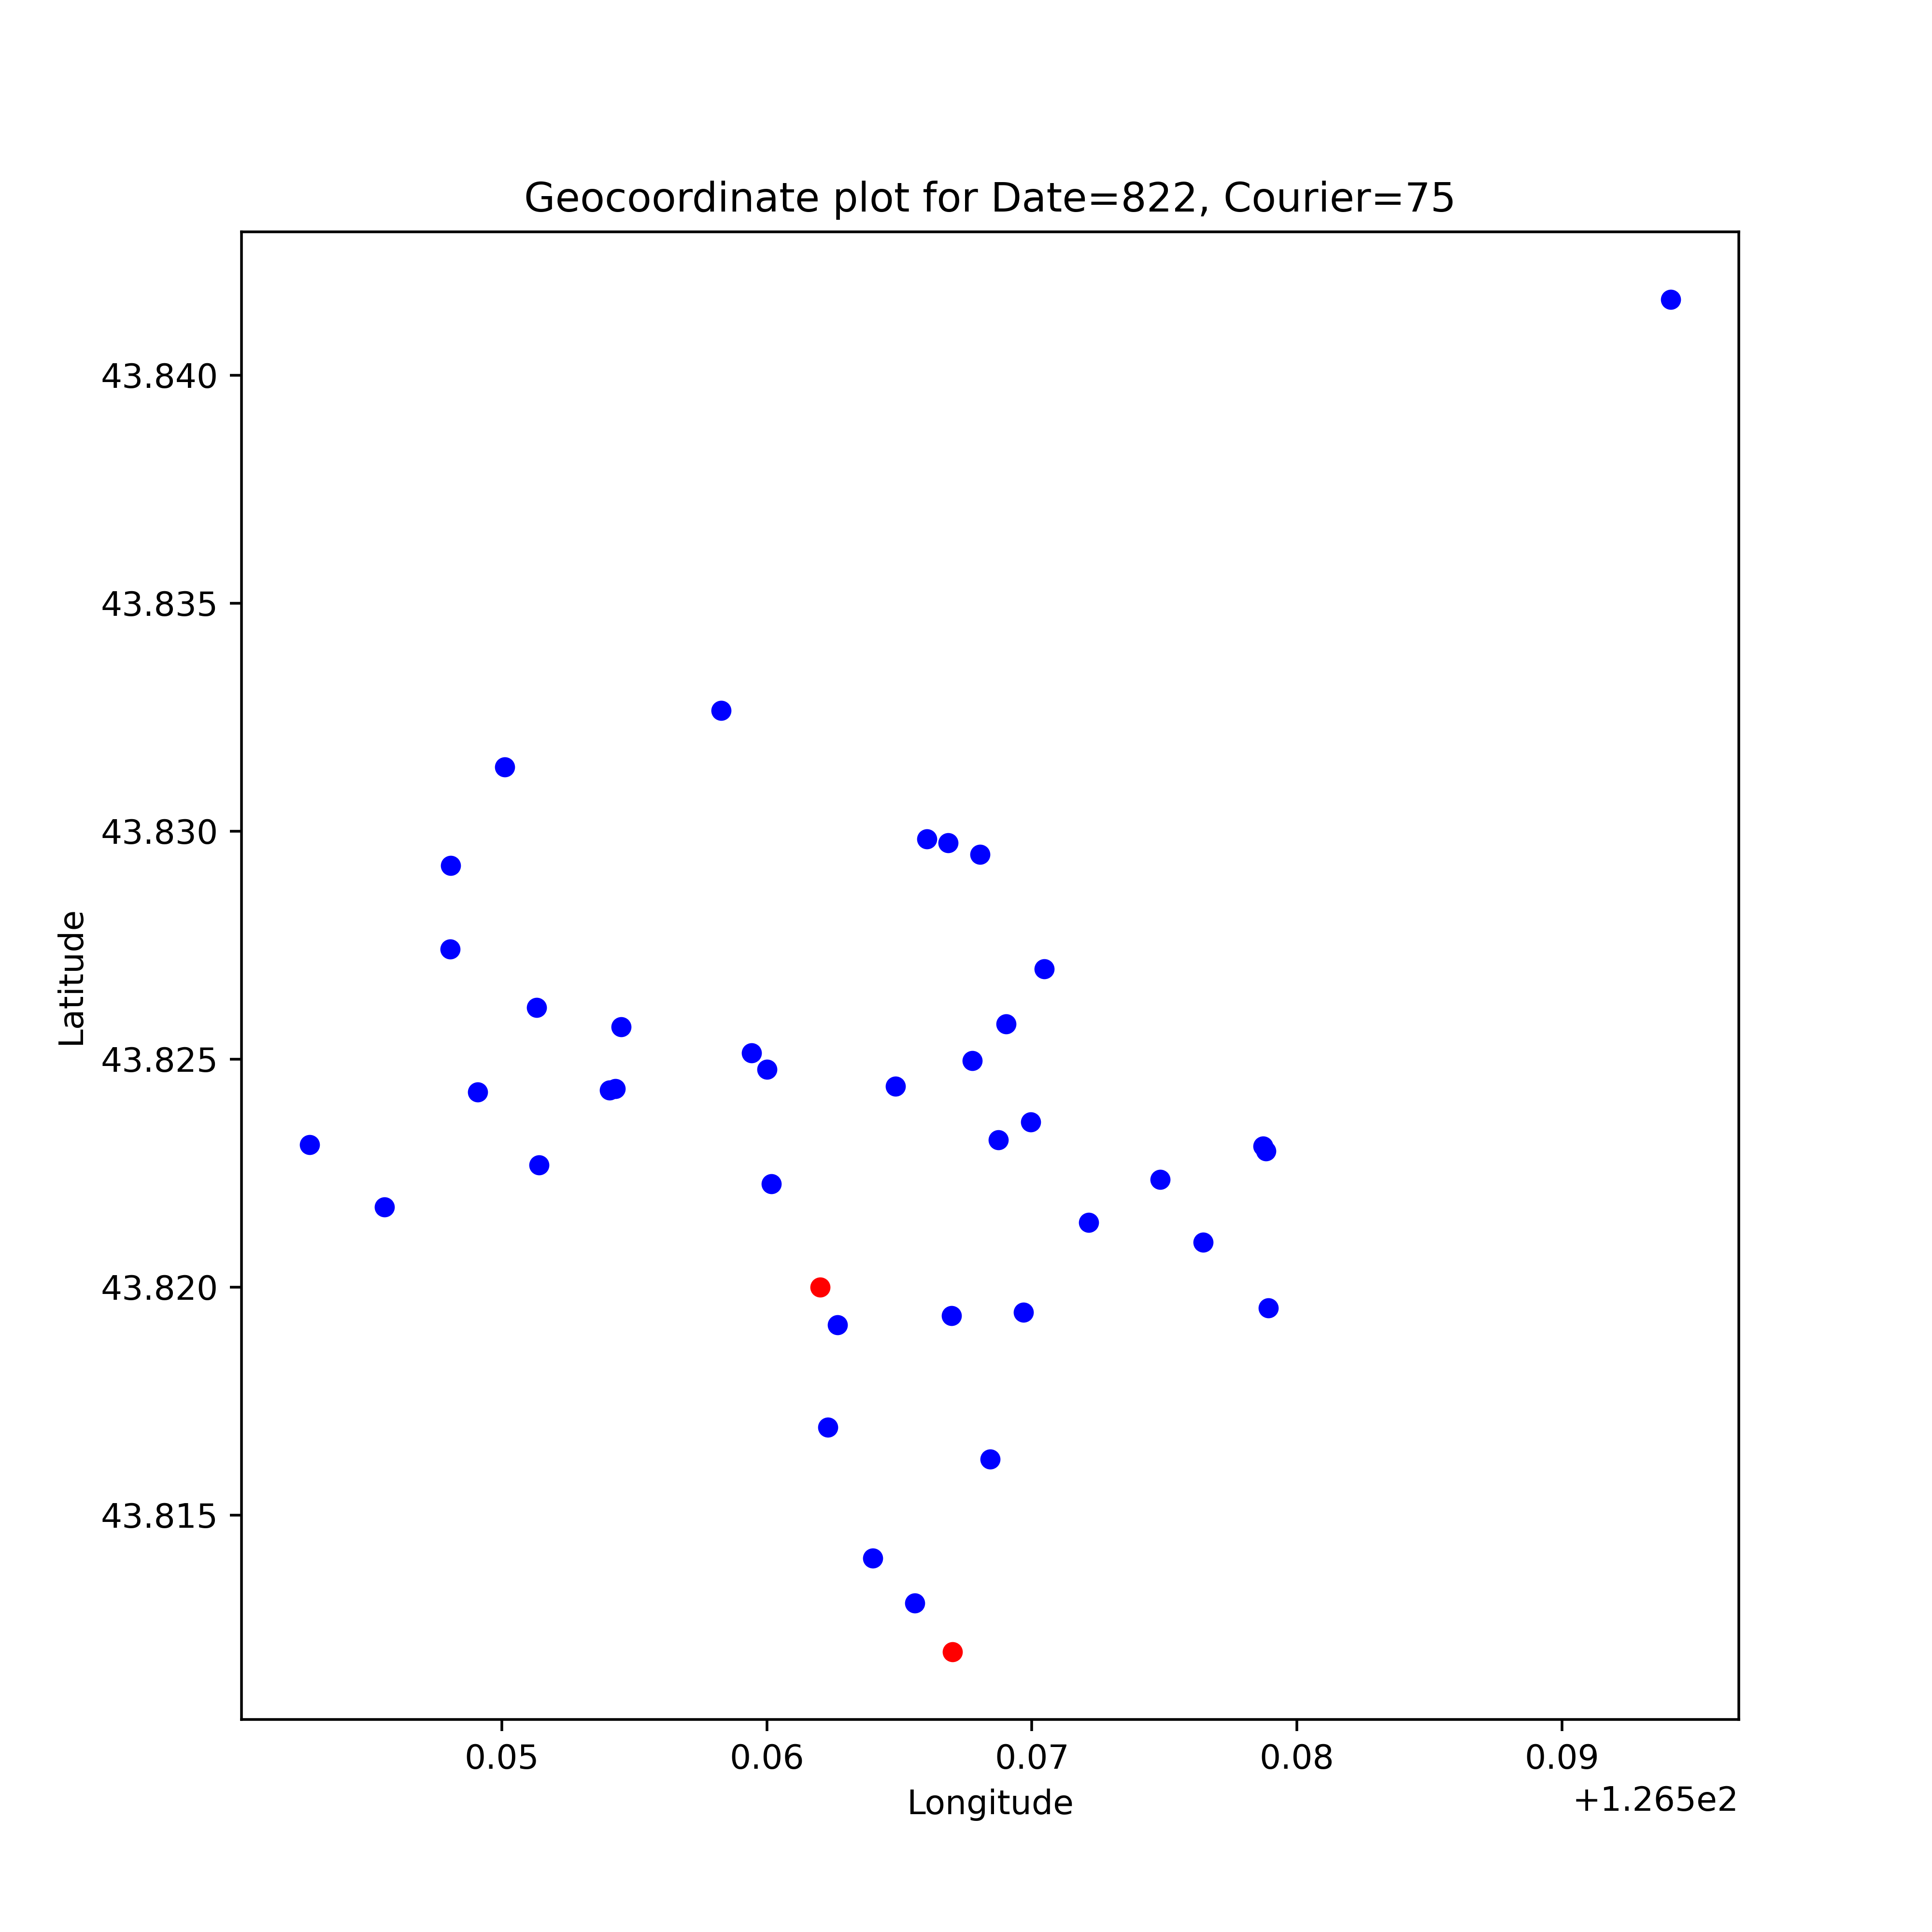 Geocoordinate plot for Date=822, Courier=75
43.840
43.835
43.830
43.825
43.820
43.815
Latitude
0.05 0.06 0.07 0.08 0.09
+1.265e2
Longitude